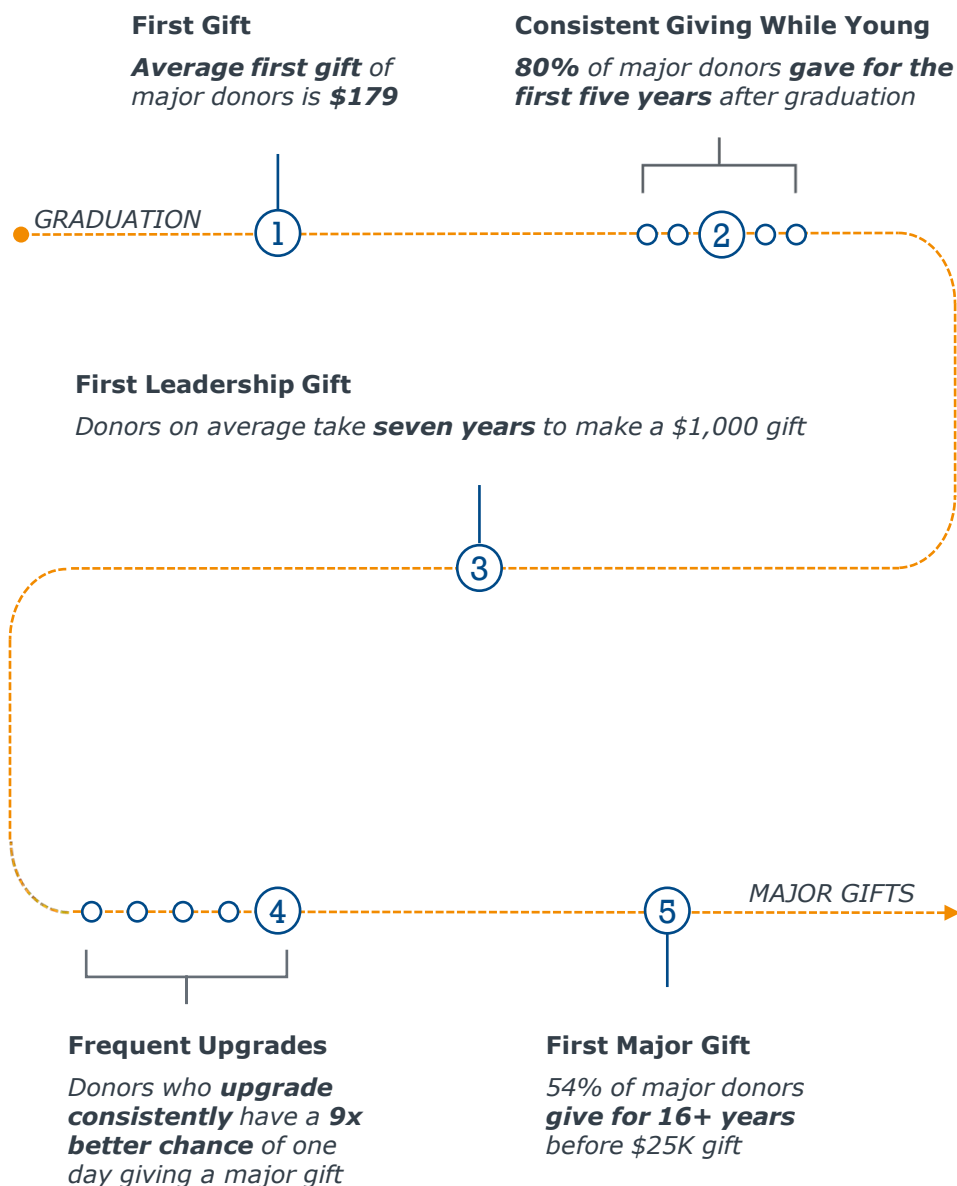 First Gift
Average first gift of
major donors is $179
Consistent Giving While Young
80% of major donors gave for the
first five years after graduation
GRADUATION
1
2
First Leadership Gift
Donors on average take seven years to make a $1,000 gift
3
4
5
MAJOR GIFTS
Frequent Upgrades
Donors who upgrade
consistently have a 9x
better chance of one
day giving a major gift
First Major Gift
54% of major donors
give for 16+ years
before $25K gift